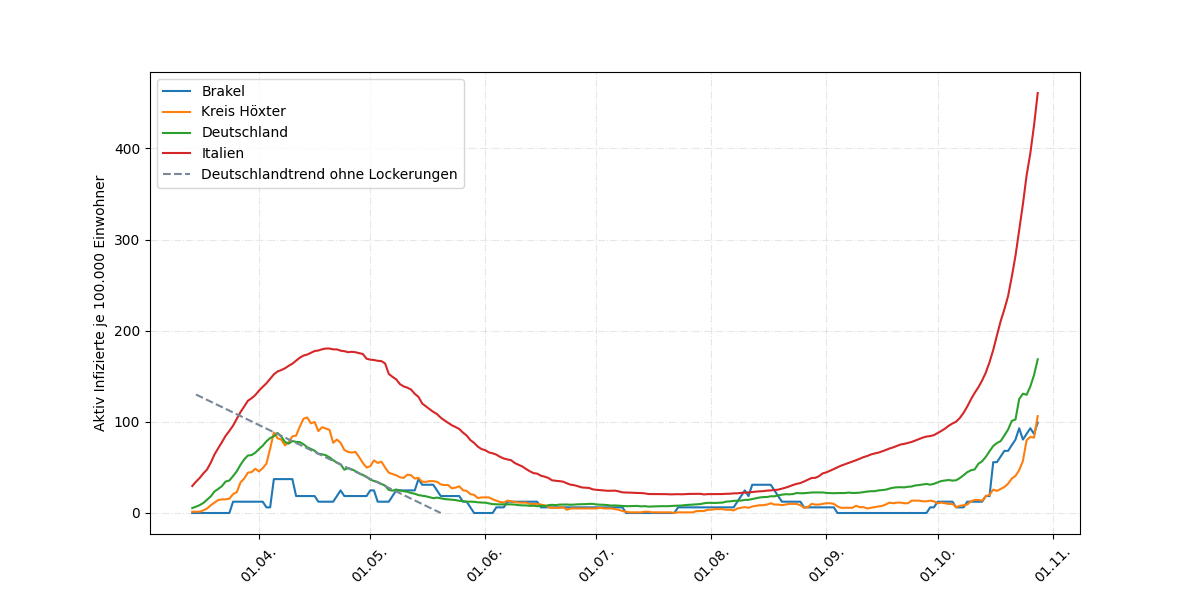 Brakel
Kreis Höxter
Deutschland
Italien
Deutschlandtrend ohne Lockerungen
Aktiv Infizierte je 100.000 Einwohner
400
300
200
100
0
01.04.
01.05.
01.06.
01.07.
01.08.
01.09.
01.10.
01.11.